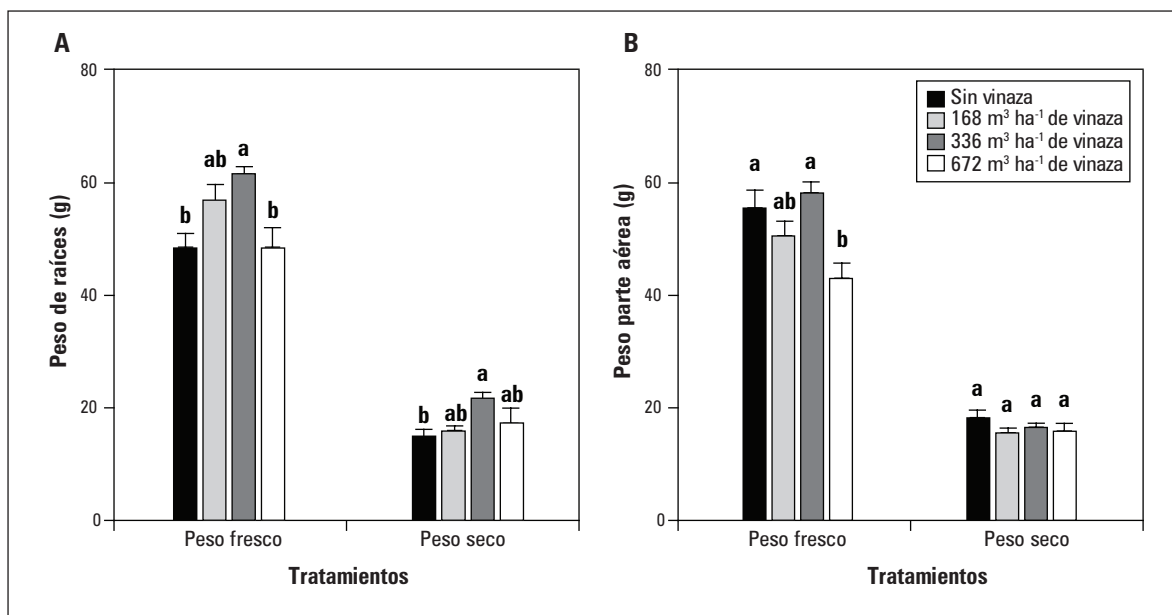 A
80
60
40
20
0
Peso de raíces (g)
b
ab
a
b
b
ab
a
ab
Peso fresco
Peso seco
Tratamientos
B
80
60
40
20
0
Peso parte aérea (g)
Sin vinaza
168 m³ ha⁻¹ de vinaza
336 m³ ha⁻¹ de vinaza
672 m³ ha⁻¹ de vinaza
a
ab
a
b
a
a
a
a
Peso fresco
Peso seco
Tratamientos